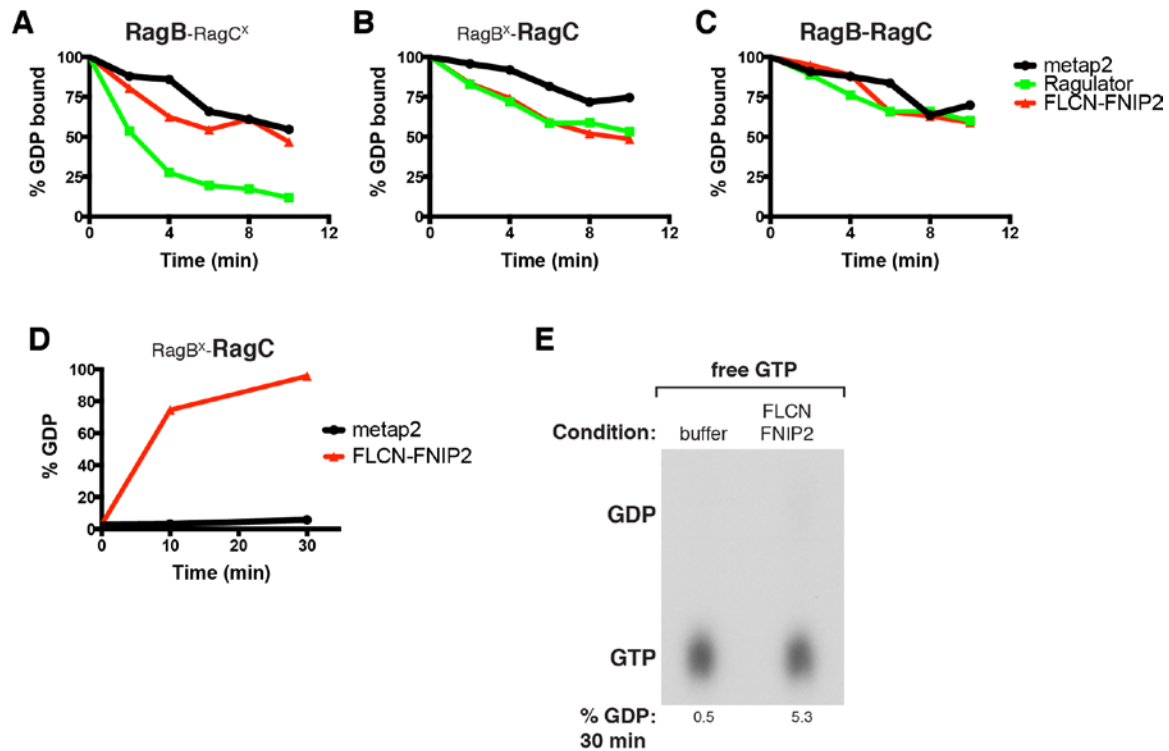 A
RagB-RagCˣ
% GDP bound
100
75
50
25
0
0 4 8 12
Time (min)
B
RagBˣ-RagC
% GDP bound
100
75
50
25
0
0 4 8 12
Time (min)
C
RagB-RagC
% GDP bound
100
75
50
25
0
0 4 8 12
Time (min)
metap2
Ragulator
FLCN-FNIP2
D
RagBˣ-RagC
% GDP
100
80
60
40
20
0
0 10 20 30
Time (min)
metap2
FLCN-FNIP2
E
free GTP
Condition: buffer FLCN
FNIP2
GDP
GTP
% GDP: 0.5 5.3
30 min